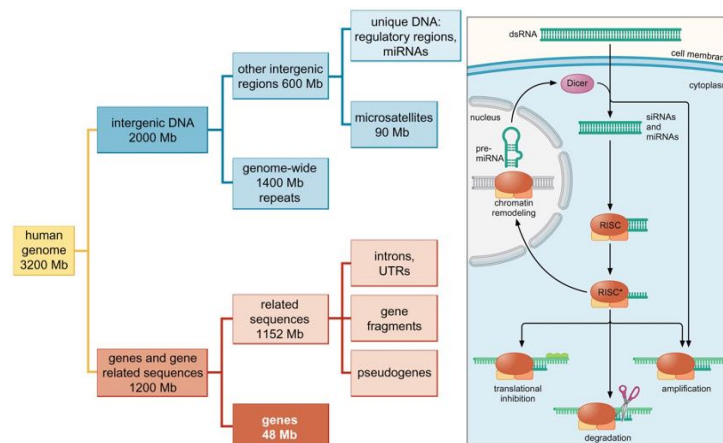 unique DNA:
regulatory regions,
miRNAs
other intergenic
regions 600 Mb
intergenic DNA
2000 Mb
microsatellites
90 Mb
genome-wide
1400 Mb
repeats
human
genome
3200 Mb
introns,
UTRs
related
sequences
1152 Mb
gene
fragments
genes and gene
related sequences
1200 Mb
pseudogenes
genes
48 Mb
dsRNA
cell membran
cytoplasm
Dicer
nucleus
siRNAs
and
miRNAs
pre-
miRNA
chromatin
remodeling
RISC
RISC*
translational
inhibition
amplification
degradation